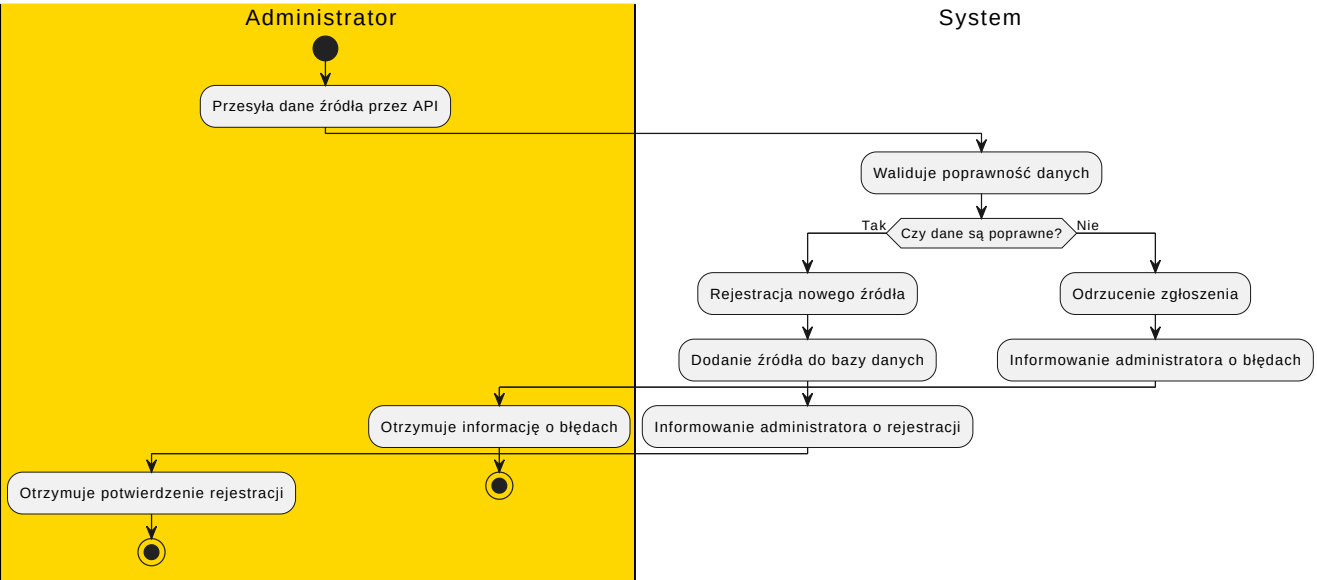 Administrator
System
Przesyła dane źródła przez API
Waliduje poprawność danych
Tak
Czy dane są poprawne?
Nie
Rejestracja nowego źródła
Odrzucenie zgłoszenia
Dodanie źródła do bazy danych
Informowanie administratora o błędach
Otrzymuje informację o błędach
Informowanie administratora o rejestracji
Otrzymuje potwierdzenie rejestracji